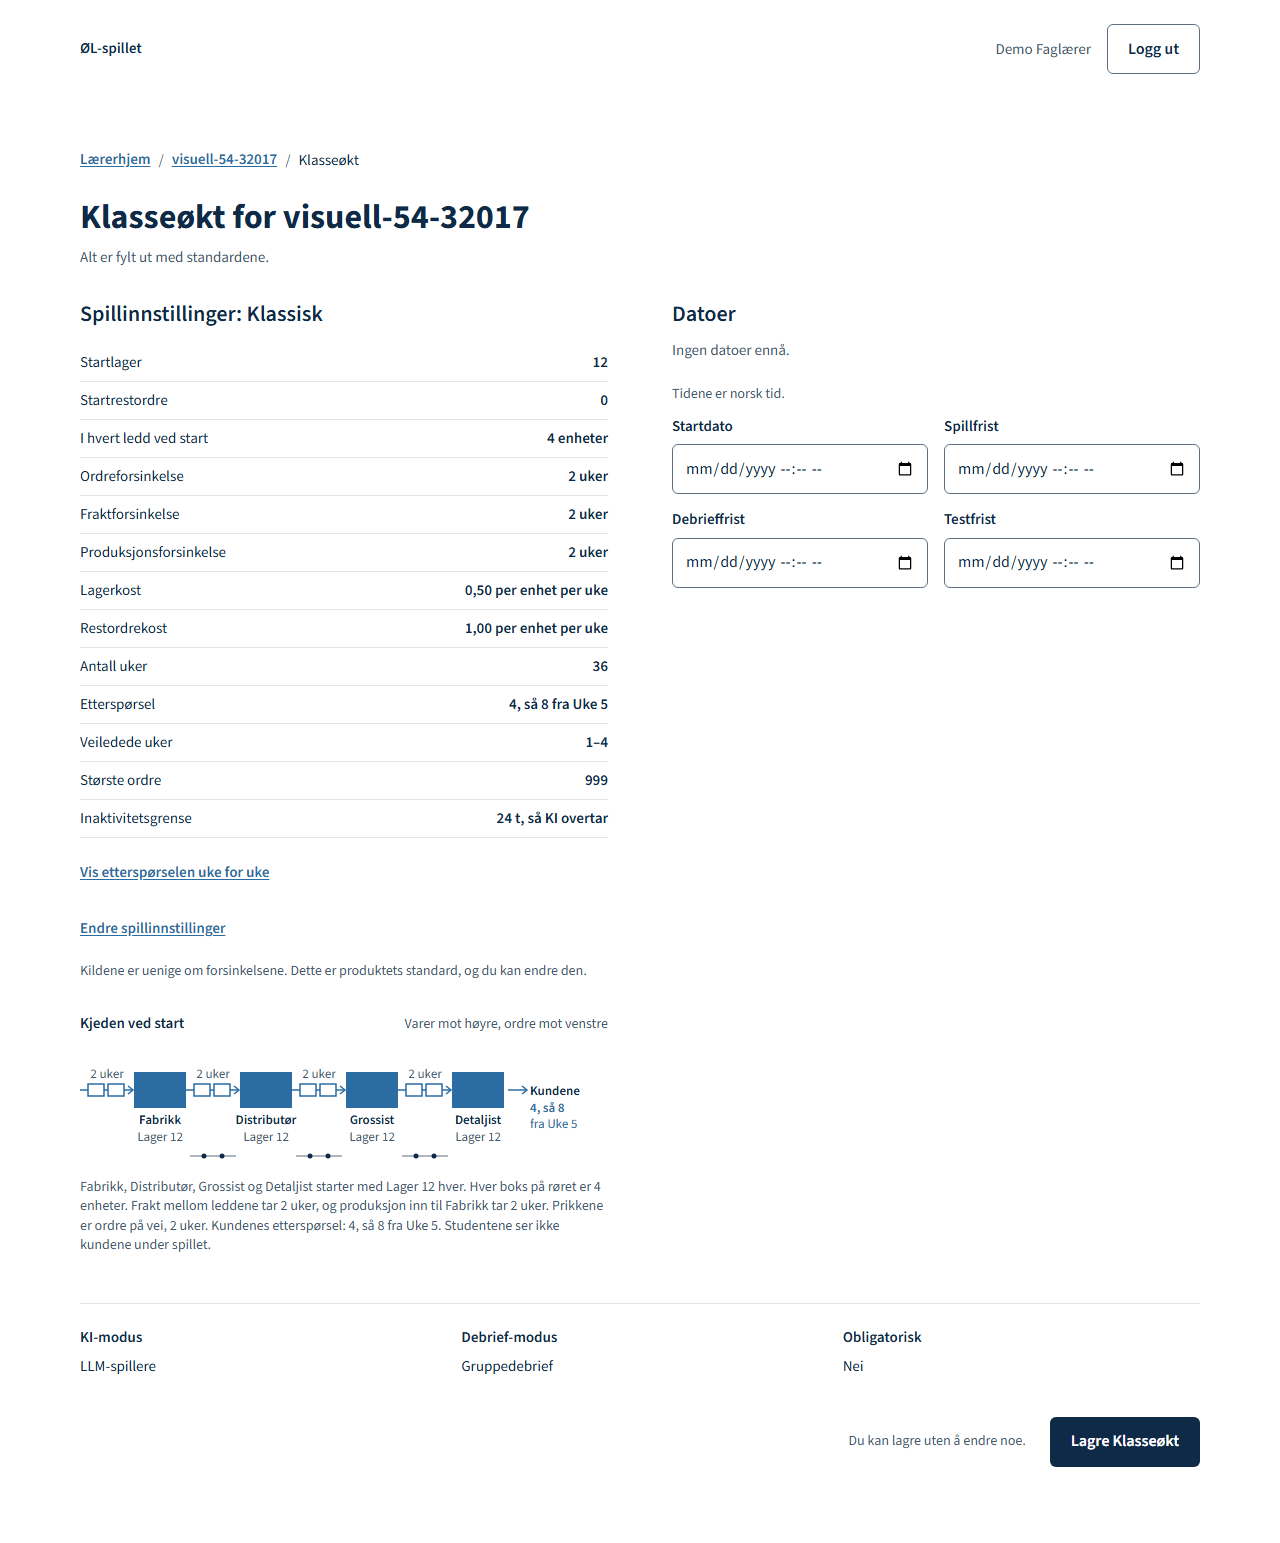 ØL-spillet
Demo Faglærer
Logg ut
Lærerhjem / visuell-54-32017 / Klasseøkt
Klasseøkt for visuell-54-32017
Alt er fylt ut med standardene.
Spillinnstillinger: Klassisk
Startlager 12
Startrestordre 0
I hvert ledd ved start 4 enheter
Ordreforsinkelse 2 uker
Fraktforsinkelse 2 uker
Produksjonsforsinkelse 2 uker
Lagerkost 0,50 per enhet per uke
Restordrekost 1,00 per enhet per uke
Antall uker 36
Etterspørsel 4, så 8 fra Uke 5
Veiledede uker 1–4
Største ordre 999
Inaktivitetsgrense 24 t, så KI overtar
Vis etterspørselen uke for uke
Endre spillinnstillinger
Kildene er uenige om forsinkelsene. Dette er produktets standard, og du kan endre den.
Kjeden ved start
Varer mot høyre, ordre mot venstre
2 uker 2 uker 2 uker 2 uker
Fabrikk Distributør Grossist Detaljist
Lager 12 Lager 12 Lager 12 Lager 12
Kundene
4, så 8
fra Uke 5
Fabrikk, Distributør, Grossist og Detaljist starter med Lager 12 hver. Hver boks på røret er 4
enheter. Frakt mellom leddene tar 2 uker, og produksjon inn til Fabrikk tar 2 uker. Prikkene
er ordre på vei, 2 uker. Kundenes etterspørsel: 4, så 8 fra Uke 5. Studentene ser ikke
kundene under spillet.
Datoer
Ingen datoer ennå.
Tidene er norsk tid.
Startdato
mm/dd/yyyy --:-- --
Spillfrist
mm/dd/yyyy --:-- --
Debrieffrist
mm/dd/yyyy --:-- --
Testfrist
mm/dd/yyyy --:-- --
KI-modus
LLM-spillere
Debrief-modus
Gruppedebrief
Obligatorisk
Nei
Du kan lagre uten å endre noe.
Lagre Klasseøkt